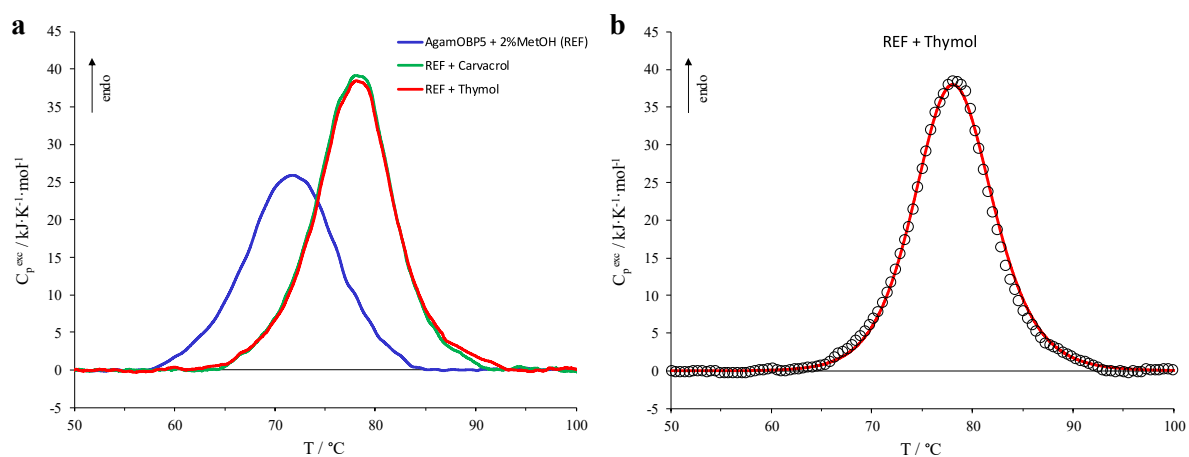 a
45
40
35
30
25
20
15
10
5
0
-5
endo
C_p^exc / kJ·K⁻¹·mol⁻¹
AgamOBP5 + 2%MetOH (REF)
REF + Carvacrol
REF + Thymol
50 60 70 80 90 100
T / °C
b
REF + Thymol
45
40
35
30
25
20
15
10
5
0
-5
endo
C_p^exc / kJ·K⁻¹·mol⁻¹
50 60 70 80 90 100
T / °C